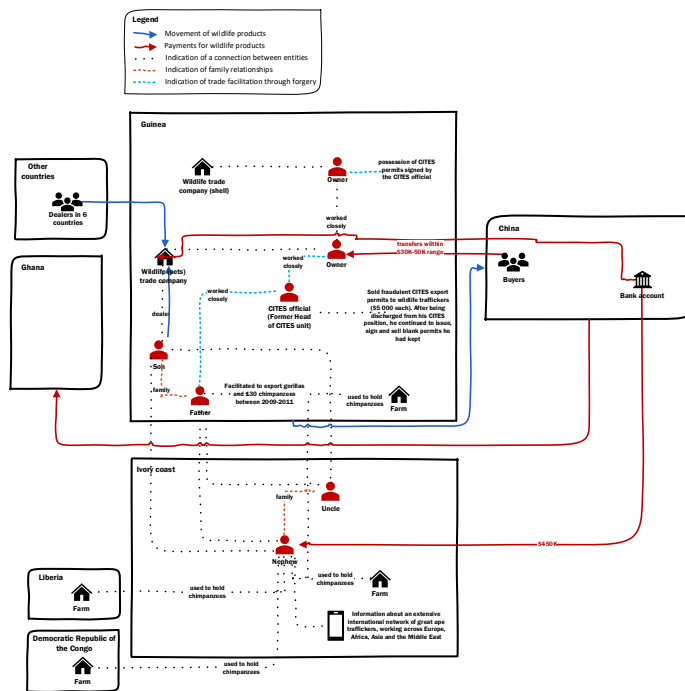 Legend
Movement of wildlife products
Payments for wildlife products
Indication of a connection between entities
Indication of family relationships
Indication of trade facilitation through forgery
Guinea
Wildlife trade
company (shell)
Owner
possession of CITES
permits signed by
the CITES official
Other
countries
Dealers in 6
countries
worked
closely
Ghana
Wildlife (pets)
trade company
Owner
transfers within
$30K-50K range
China
Buyers
Bank account
worked
closely
worked
closely
CITES official
(Former Head
of CITES unit)
Sold fraudulent CITES export
permits to wildlife traffickers
($5 000 each). After being
discharged from his CITES
position, he continued to issue,
sign and sell blank permits he
had kept
dealer
Son
family
Father
Facilitated to export gorillas
and 130 chimpanzees
between 2009-2011
used to hold
chimpanzees
Farm
Ivory coast
family
Uncle
Nephew
$450K
Liberia
Farm
used to hold
chimpanzees
used to hold
chimpanzees
Farm
Information about an extensive
international network of great ape
traffickers, working across Europe,
Africa, Asia and the Middle East
Democratic Republic of
the Congo
Farm
used to hold
chimpanzees